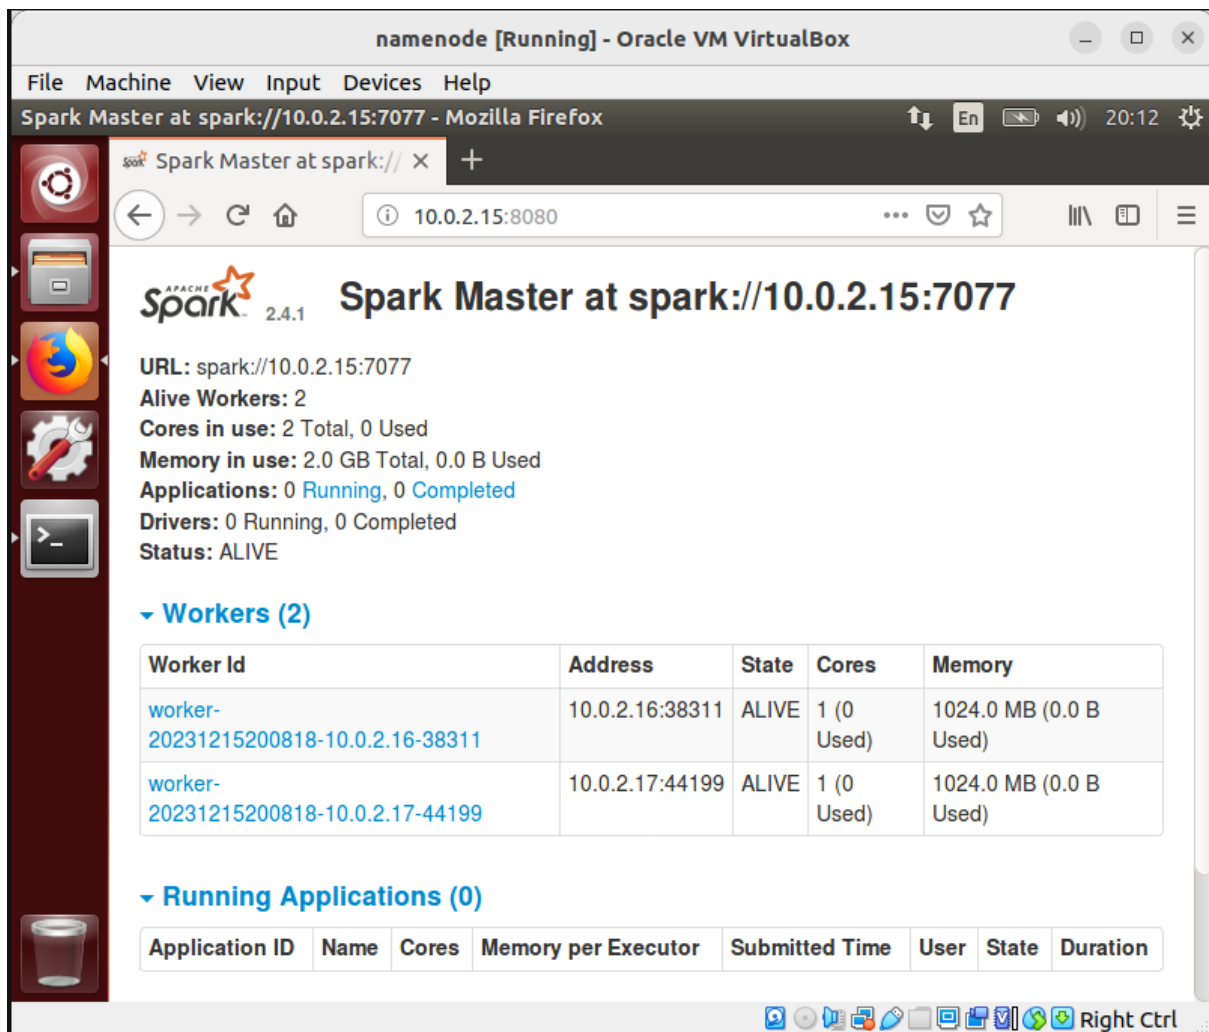 namenode [Running] - Oracle VM VirtualBox
File Machine View Input Devices Help
Spark Master at spark://10.0.2.15:7077 - Mozilla Firefox En 20:12
Spark Master at spark://
10.0.2.15:8080
APACHE
Spark 2.4.1 Spark Master at spark://10.0.2.15:7077
URL: spark://10.0.2.15:7077
Alive Workers: 2
Cores in use: 2 Total, 0 Used
Memory in use: 2.0 GB Total, 0.0 B Used
Applications: 0 Running, 0 Completed
Drivers: 0 Running, 0 Completed
Status: ALIVE
Workers (2)
Worker Id Address State Cores Memory
worker- 10.0.2.16:38311 ALIVE 1 (0 1024.0 MB (0.0 B
20231215200818-10.0.2.16-38311 Used) Used)
worker- 10.0.2.17:44199 ALIVE 1 (0 1024.0 MB (0.0 B
20231215200818-10.0.2.17-44199 Used) Used)
Running Applications (0)
Application ID Name Cores Memory per Executor Submitted Time User State Duration
Right Ctrl